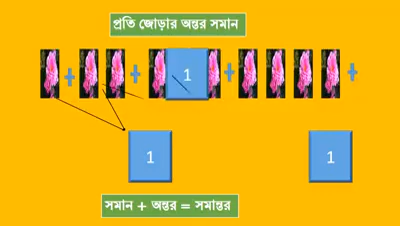 প্রতি জোড়ার অন্তর সমান
+ + 1 + +
1 1
সমান + অন্তর = সমান্তর